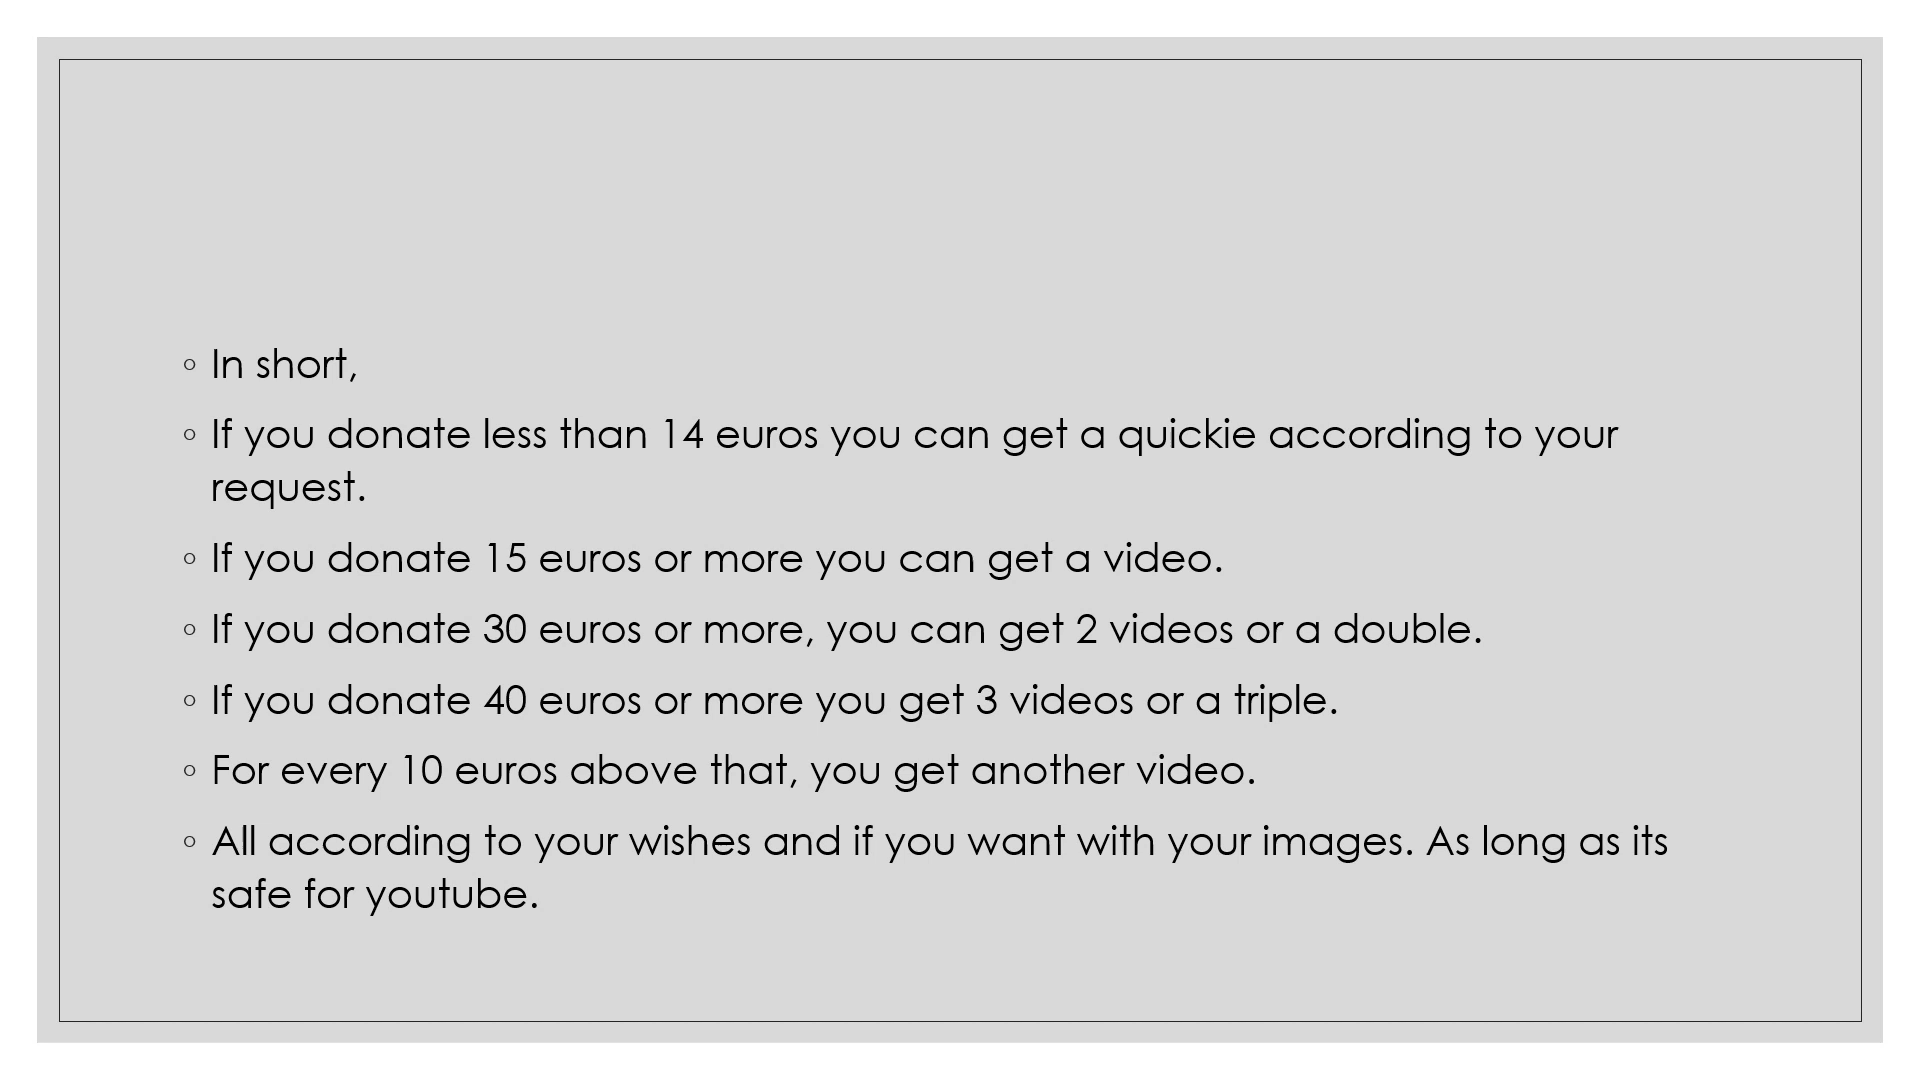 ◦ In short,
◦ If you donate less than 14 euros you can get a quickie according to your
request.
◦ If you donate 15 euros or more you can get a video.
◦ If you donate 30 euros or more, you can get 2 videos or a double.
◦ If you donate 40 euros or more you get 3 videos or a triple.
◦ For every 10 euros above that, you get another video.
◦ All according to your wishes and if you want with your images. As long as its
safe for youtube.